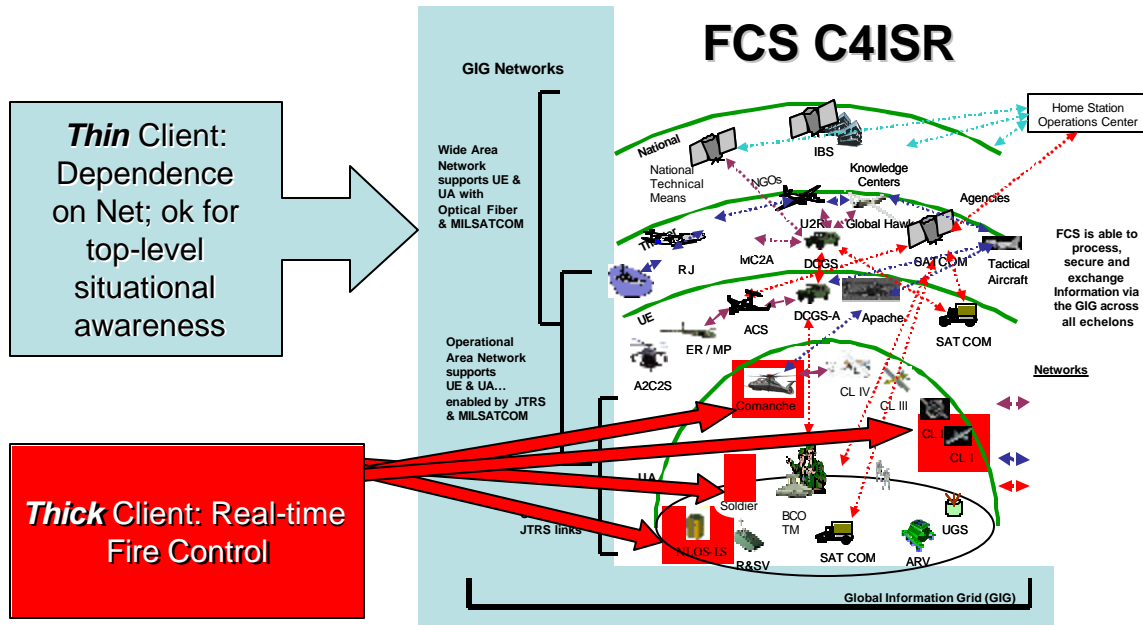 FCS C4ISR
GIG Networks
Thin Client:
Dependence
on Net; ok for
top-level
situational
awareness
Thick Client: Real-time
Fire Control
Wide Area
Network
supports UE &
UA with
Optical Fiber
& MILSATCOM
Operational
Area Network
supports
UE & UA…
enabled by JTRS
& MILSATCOM
JTRS links
National
IBS
Home Station
Operations Center
National
Technical
Means
NGOs
Knowledge
Centers
Agencies
U2R
Global Hawk
RJ
MC2A
DCGS
SATCOM
Tactical
Aircraft
UE
ACS
DCGS-A
Apache
SAT COM
ER / MP
A2C2S
Comanche
CL IV
CL III
CL I
CL I
UA
Soldier
BCO
TM
UGS
NLOS-LS
R&SV
SAT COM
ARV
FCS is able to
process,
secure and
exchange
Information via
the GIG across
all echelons
Networks
Global Information Grid (GIG)